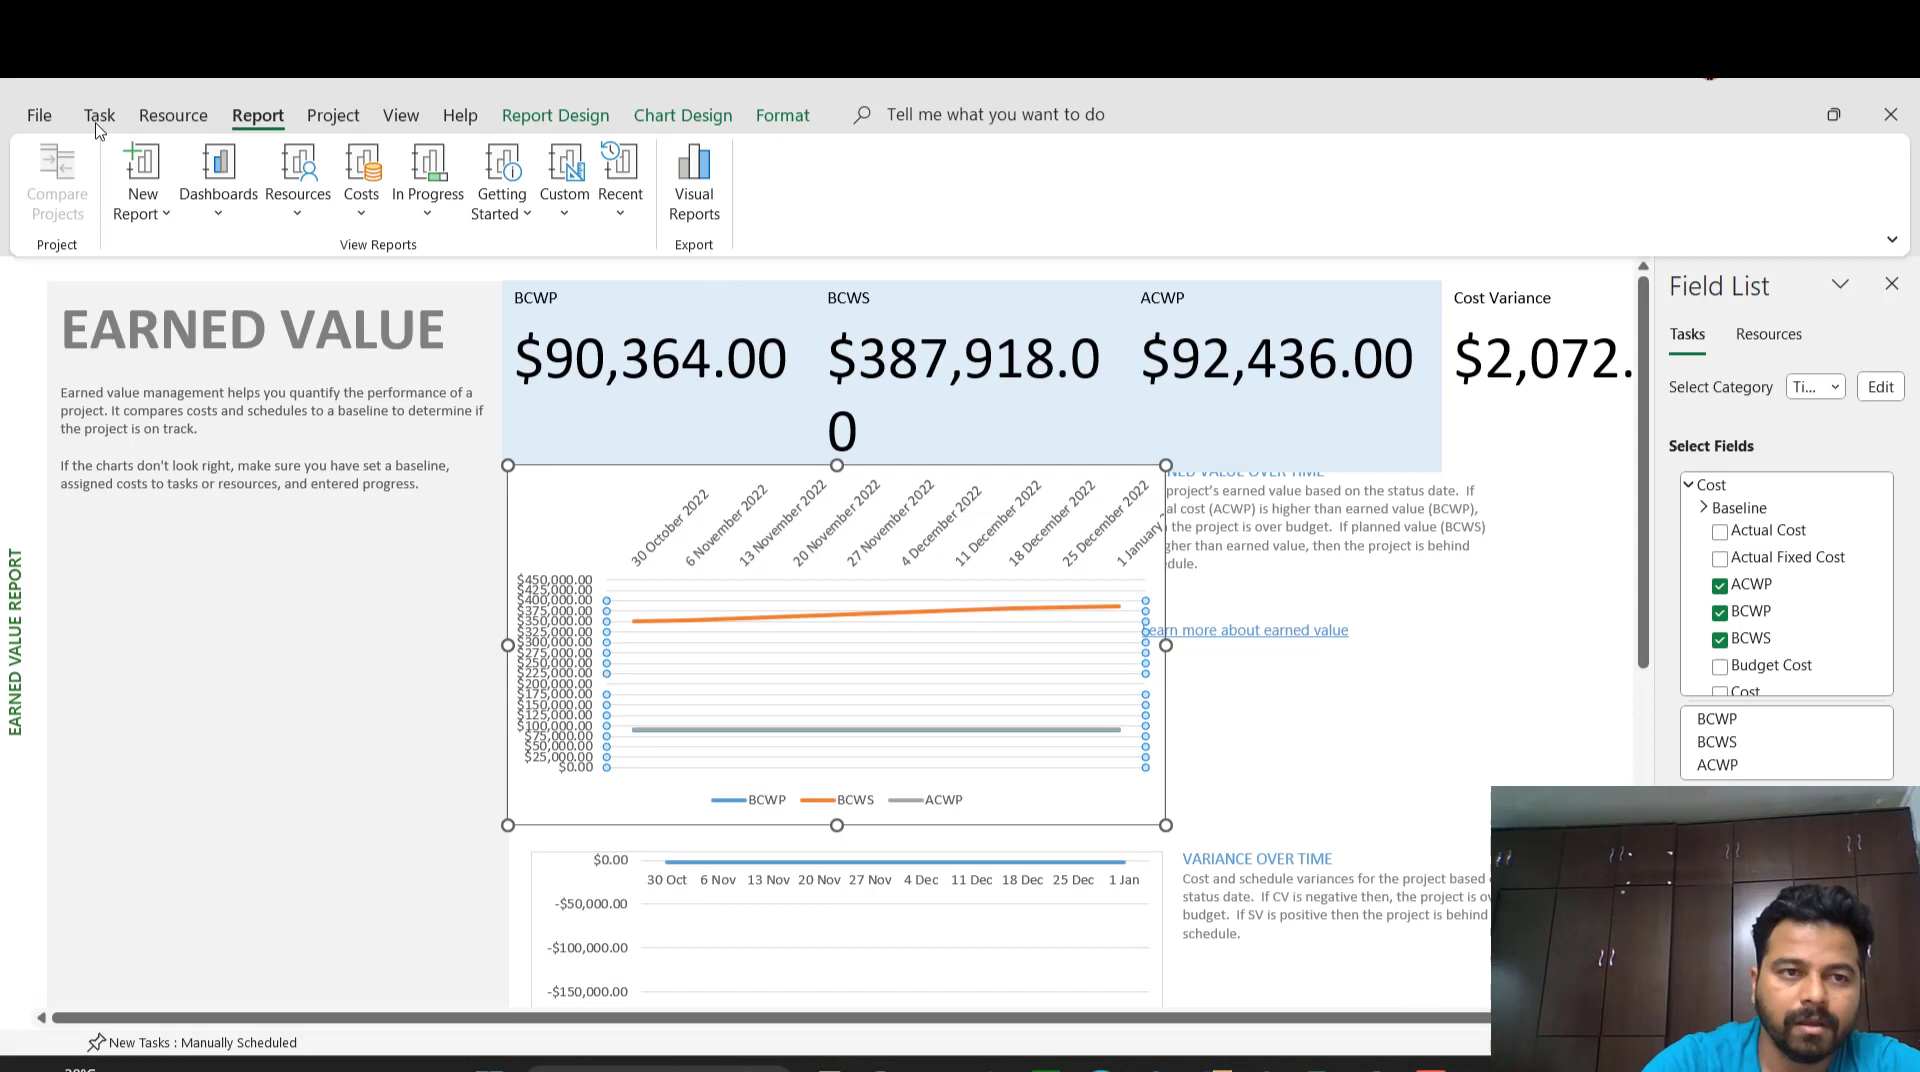 File Task Resource Report Project View Help Report Design Chart Design Format Tell me what you want to do
Compare Projects
New Report
Dashboards
Resources
Costs
In Progress
Getting Started
Custom
Recent
Visual Reports
Project
View Reports
Export
EARNED VALUE REPORT
EARNED VALUE
Earned value management helps you quantify the performance of a
project. It compares costs and schedules to a baseline to determine if
the project is on track.
If the charts don't look right, make sure you have set a baseline,
assigned costs to tasks or resources, and entered progress.
BCWP
$90,364.00
BCWS
$387,918.0
0
ACWP
$92,436.00
Cost Variance
$2,072.
30 October 2022
6 November 2022
13 November 2022
20 November 2022
27 November 2022
4 December 2022
11 December 2022
18 December 2022
25 December 2022
1 January
$450,000.00
$425,000.00
$400,000.00
$375,000.00
$350,000.00
$325,000.00
$300,000.00
$275,000.00
$250,000.00
$225,000.00
$200,000.00
$175,000.00
$150,000.00
$125,000.00
$100,000.00
$75,000.00
$50,000.00
$25,000.00
$0.00
BCWP BCWS ACWP
VALUE OVER TIME
project's earned value based on the status date. If
al cost (ACWP) is higher than earned value (BCWP),
the project is over budget. If planned value (BCWS)
gher than earned value, then the project is behind
dule.
Learn more about earned value
$0.00
30 Oct 6 Nov 13 Nov 20 Nov 27 Nov 4 Dec 11 Dec 18 Dec 25 Dec 1 Jan
-$50,000.00
-$100,000.00
-$150,000.00
VARIANCE OVER TIME
Cost and schedule variances for the project based
status date. If CV is negative then, the project is ov
budget. If SV is positive then the project is behind
schedule.
Field List
Tasks Resources
Select Category Ti... Edit
Select Fields
Cost
Baseline
Actual Cost
Actual Fixed Cost
ACWP
BCWP
BCWS
Budget Cost
Cost
BCWP
BCWS
ACWP
New Tasks : Manually Scheduled